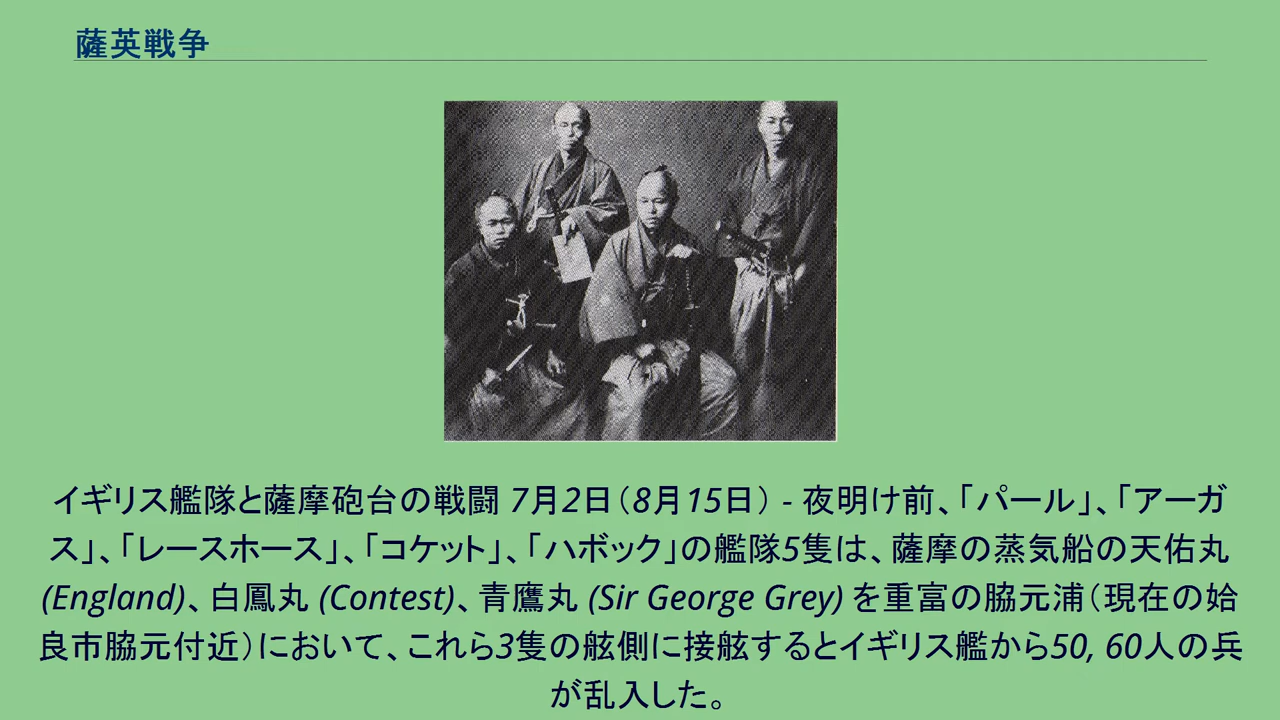 薩英戦争
イギリス艦隊と薩摩砲台の戦闘 7月2日（8月15日） - 夜明け前、「パール」、「アーガ
ス」、「レースホース」、「コケット」、「ハボック」の艦隊5隻は、薩摩の蒸気船の天佑丸
(England)、白鳳丸 (Contest)、青鷹丸 (Sir George Grey) を重富の脇元浦（現在の姶
良市脇元付近）において、これら3隻の舷側に接舷するとイギリス艦から50, 60人の兵
が乱入した。